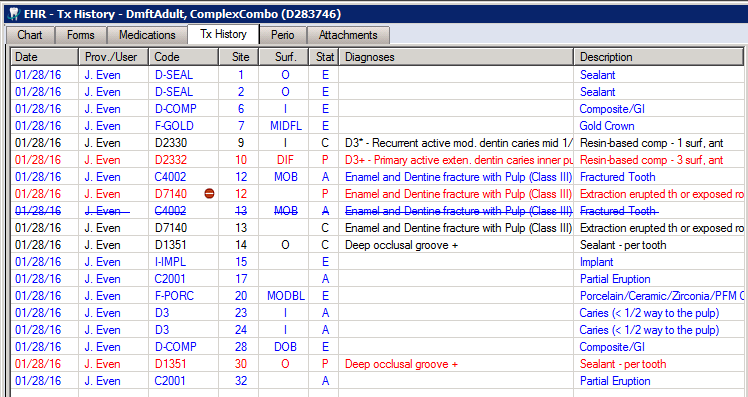 EHR - Tx History - DmftAdult, ComplexCombo (D283746)
Chart Forms Medications Tx History Perio Attachments
Date Prov./User Code Site Surf. Stat Diagnoses Description
01/28/16 J. Even D-SEAL 1 O E Sealant
01/28/16 J. Even D-SEAL 2 O E Sealant
01/28/16 J. Even D-COMP 6 I E Composite/GI
01/28/16 J. Even F-GOLD 7 MIDFL E Gold Crown
01/28/16 J. Even D2330 9 I C D3* - Recurrent active mod. dentin caries mid 1/ Resin-based comp - 1 surf, ant
01/28/16 J. Even D2332 10 DIF P D3+ - Primary active exten. dentin caries inner pu Resin-based comp - 3 surf, ant
01/28/16 J. Even C4002 12 MOB A Enamel and Dentine fracture with Pulp (Class III) Fractured Tooth
01/28/16 J. Even D7140 12 P Enamel and Dentine fracture with Pulp (Class III) Extraction erupted th or exposed ro
01/28/16 J. Even C4002 13 MOB A Enamel and Dentine fracture with Pulp (Class III) Fractured Tooth
01/28/16 J. Even D7140 13 C Enamel and Dentine fracture with Pulp (Class III) Extraction erupted th or exposed ro
01/28/16 J. Even D1351 14 O C Deep occlusal groove + Sealant - per tooth
01/28/16 J. Even I-IMPL 15 E Implant
01/28/16 J. Even C2001 17 A Partial Eruption
01/28/16 J. Even F-PORC 20 MODBL E Porcelain/Ceramic/Zirconia/PFM C
01/28/16 J. Even D3 23 I A Caries (< 1/2 way to the pulp)
01/28/16 J. Even D3 24 I A Caries (< 1/2 way to the pulp)
01/28/16 J. Even D-COMP 28 DOB E Composite/GI
01/28/16 J. Even D1351 30 O P Deep occlusal groove + Sealant - per tooth
01/28/16 J. Even C2001 32 A Partial Eruption